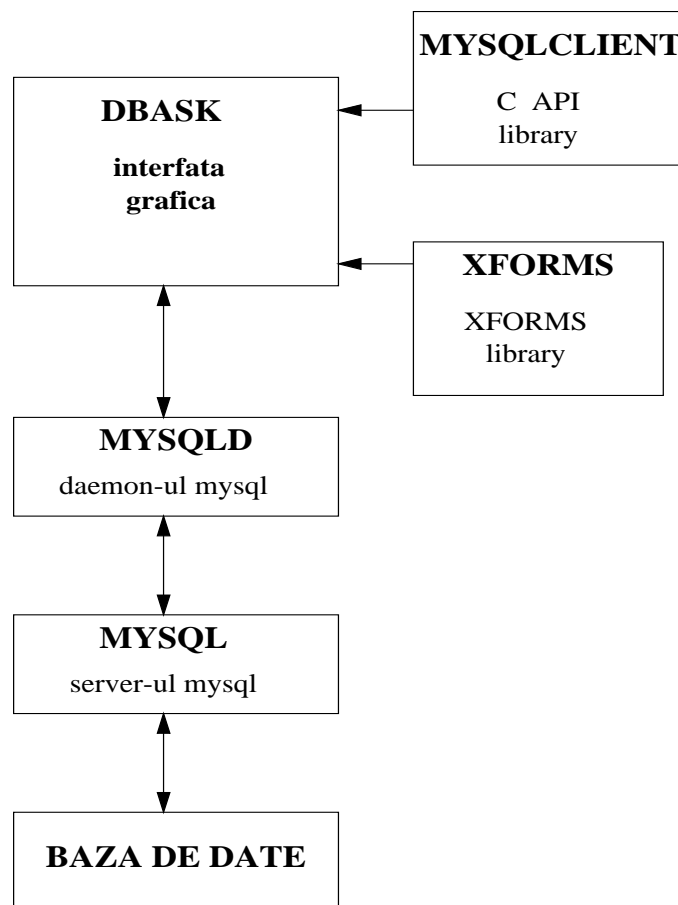 MYSQLCLIENT
C API
library
DBASK
interfata
grafica
XFORMS
XFORMS
library
MYSQLD
daemon-ul mysql
MYSQL
server-ul mysql
BAZA DE DATE